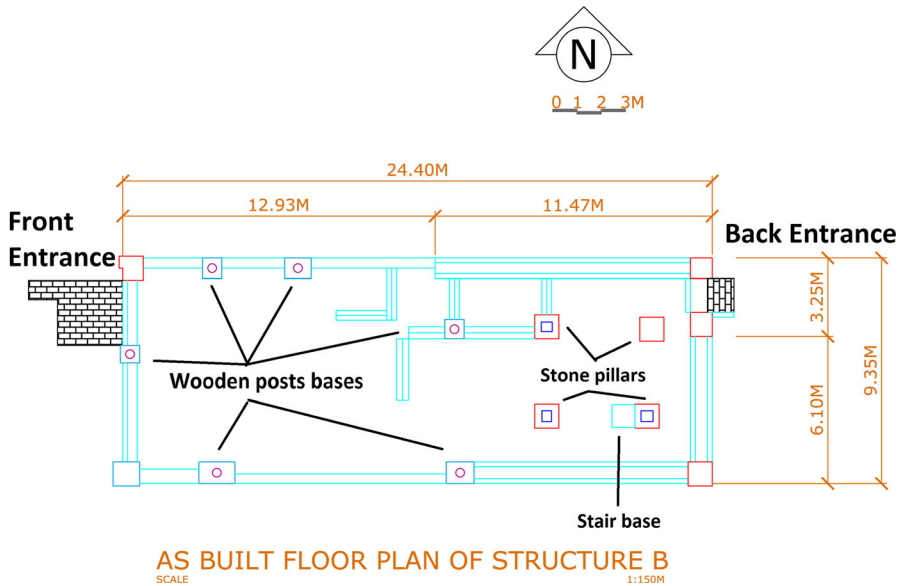 N
0 1 2 3M
24.40M
12.93M
11.47M
Front
Entrance
Back Entrance
3.25M
9.35M
6.10M
Wooden posts bases
Stone pillars
Stair base
AS BUILT FLOOR PLAN OF STRUCTURE B
SCALE 1:150M